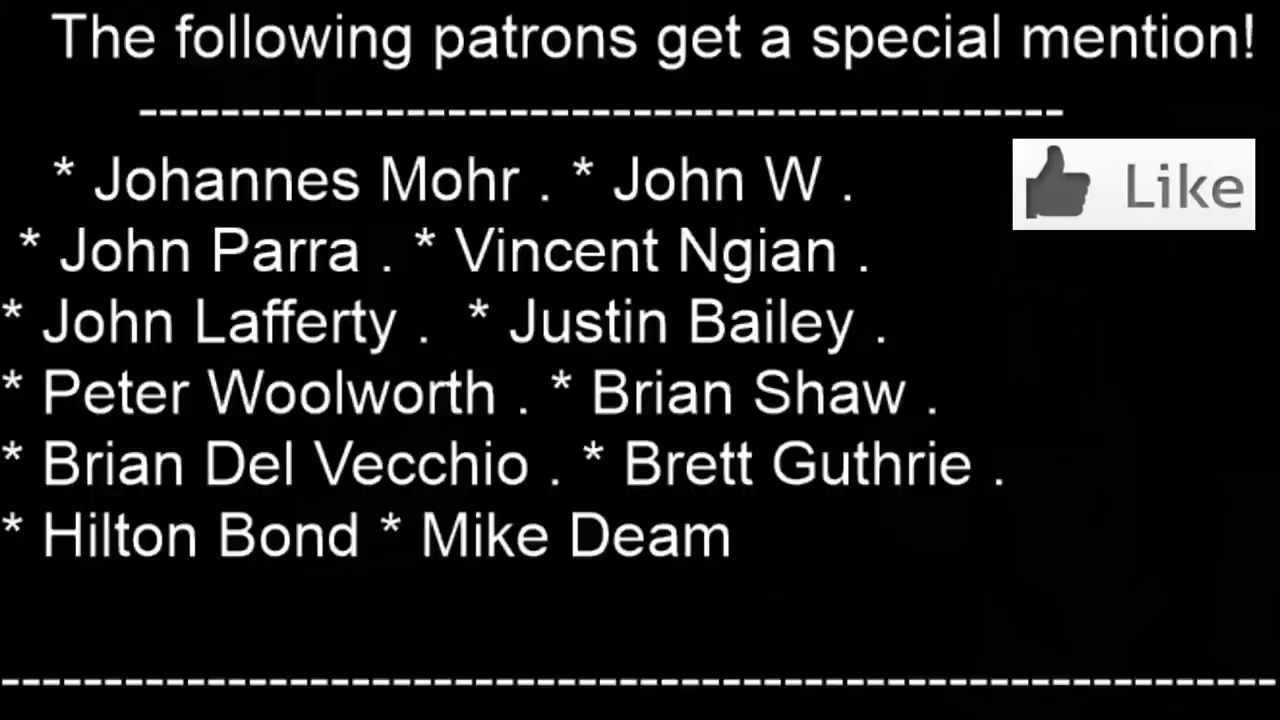 The following patrons get a special mention!
---------------------------------------------
* Johannes Mohr . * John W .
Like
* John Parra . * Vincent Ngian .
* John Lafferty . * Justin Bailey .
* Peter Woolworth . * Brian Shaw .
* Brian Del Vecchio . * Brett Guthrie .
* Hilton Bond * Mike Deam
--------------------------------------------------------------